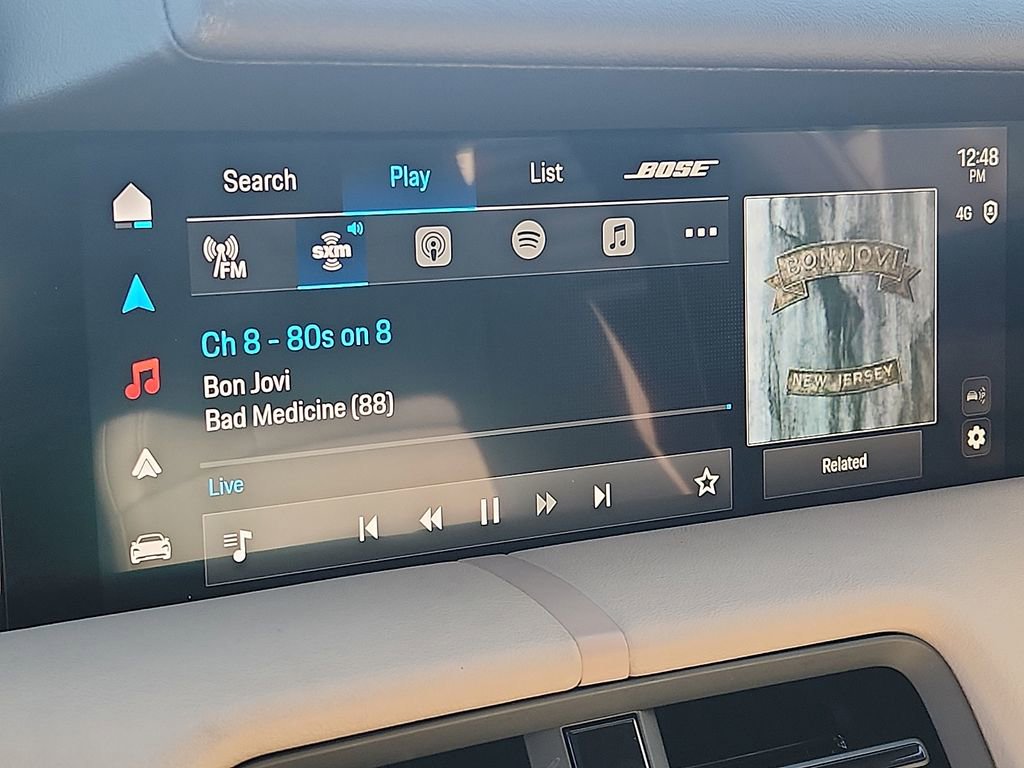 Search Play List BOSE
12:48
PM
4G
FM
sxm
Ch 8 - 80s on 8
Bon Jovi
Bad Medicine (88)
Live
BON JOVI
NEW JERSEY
Related